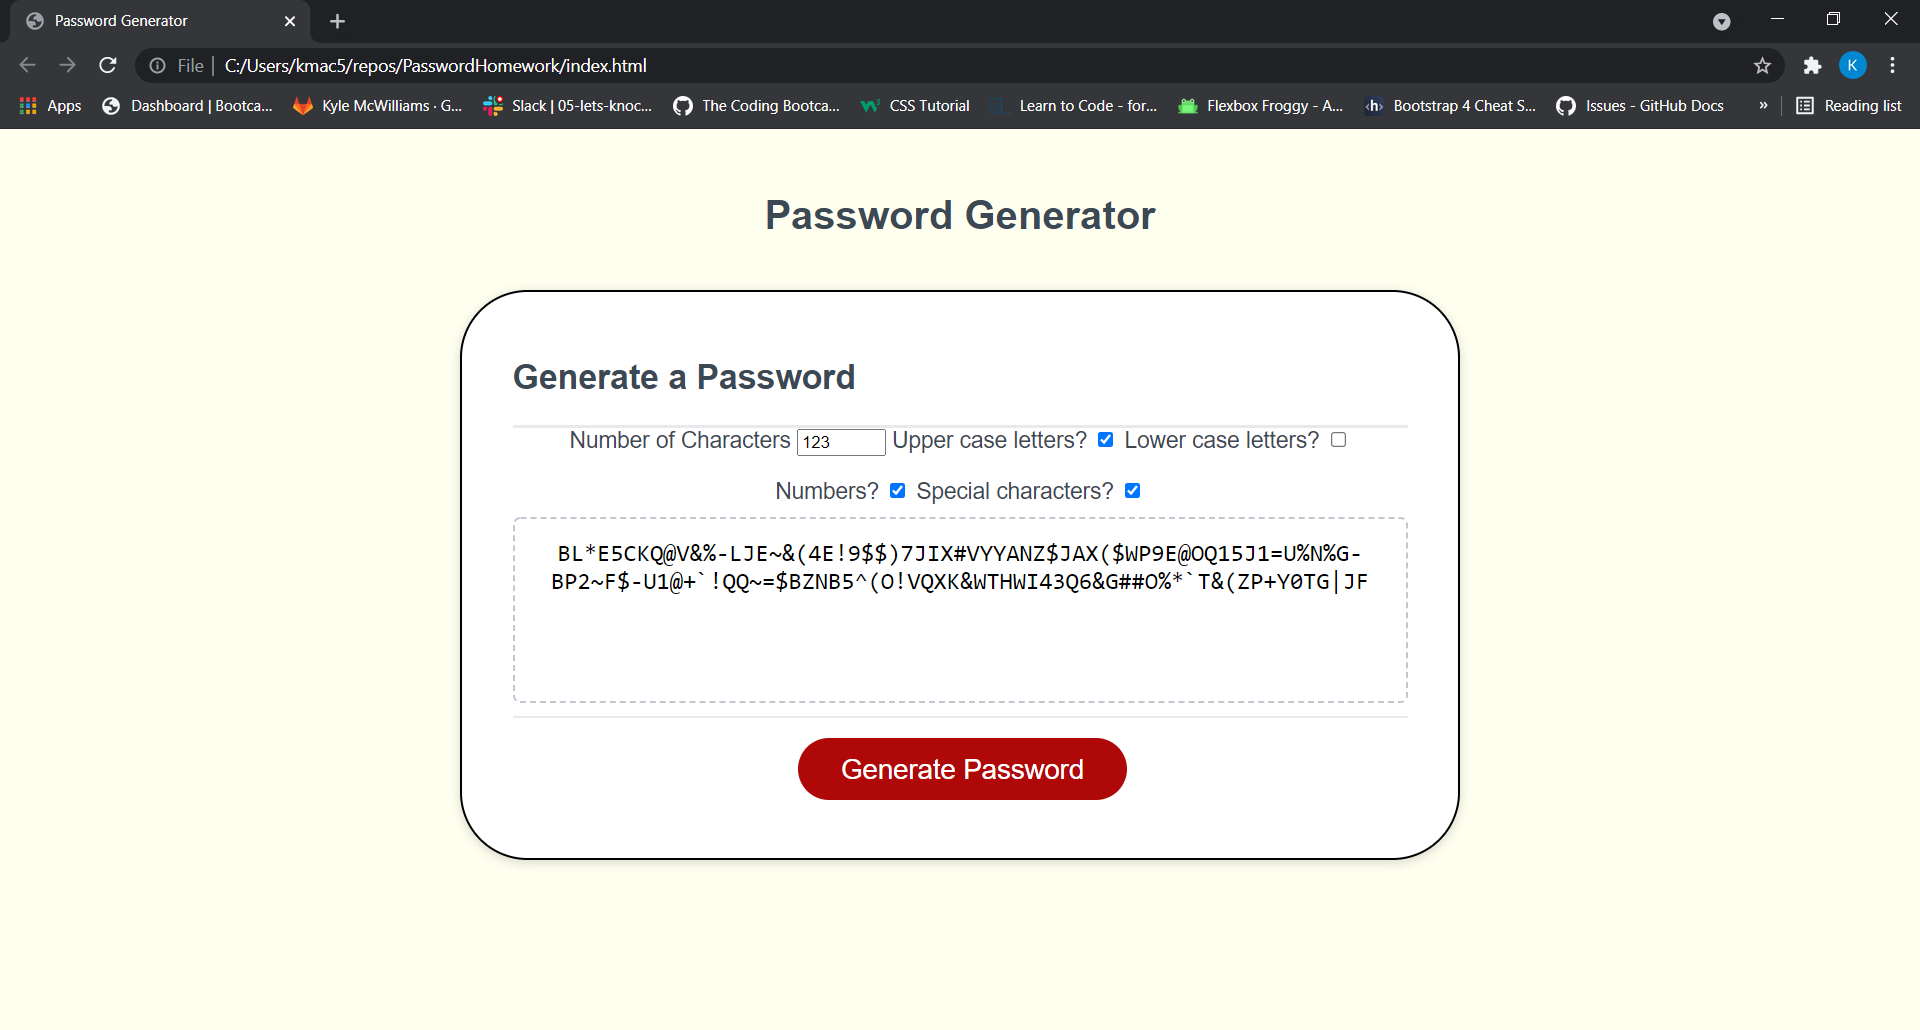 Password Generator
File | C:/Users/kmac5/repos/PasswordHomework/index.html
K
Apps Dashboard | Bootca... Kyle McWilliams · G... Slack | 05-lets-knoc... The Coding Bootca... CSS Tutorial Learn to Code - for... Flexbox Froggy - A... <h> Bootstrap 4 Cheat S... Issues - GitHub Docs » Reading list
Password Generator
Generate a Password
Number of Characters 123 Upper case letters? Lower case letters?
Numbers? Special characters?
BL*E5CKQ@V&%-LJE~&(4E!9$$)7JIX#VYYANZ$JAX($WP9E@OQ15J1=U%N%G-
BP2~F$-U1@+`!QQ~=$BZNB5^(O!VQXK&WTHWI43Q6&G##O%*`T&(ZP+Y0TG|JF
Generate Password